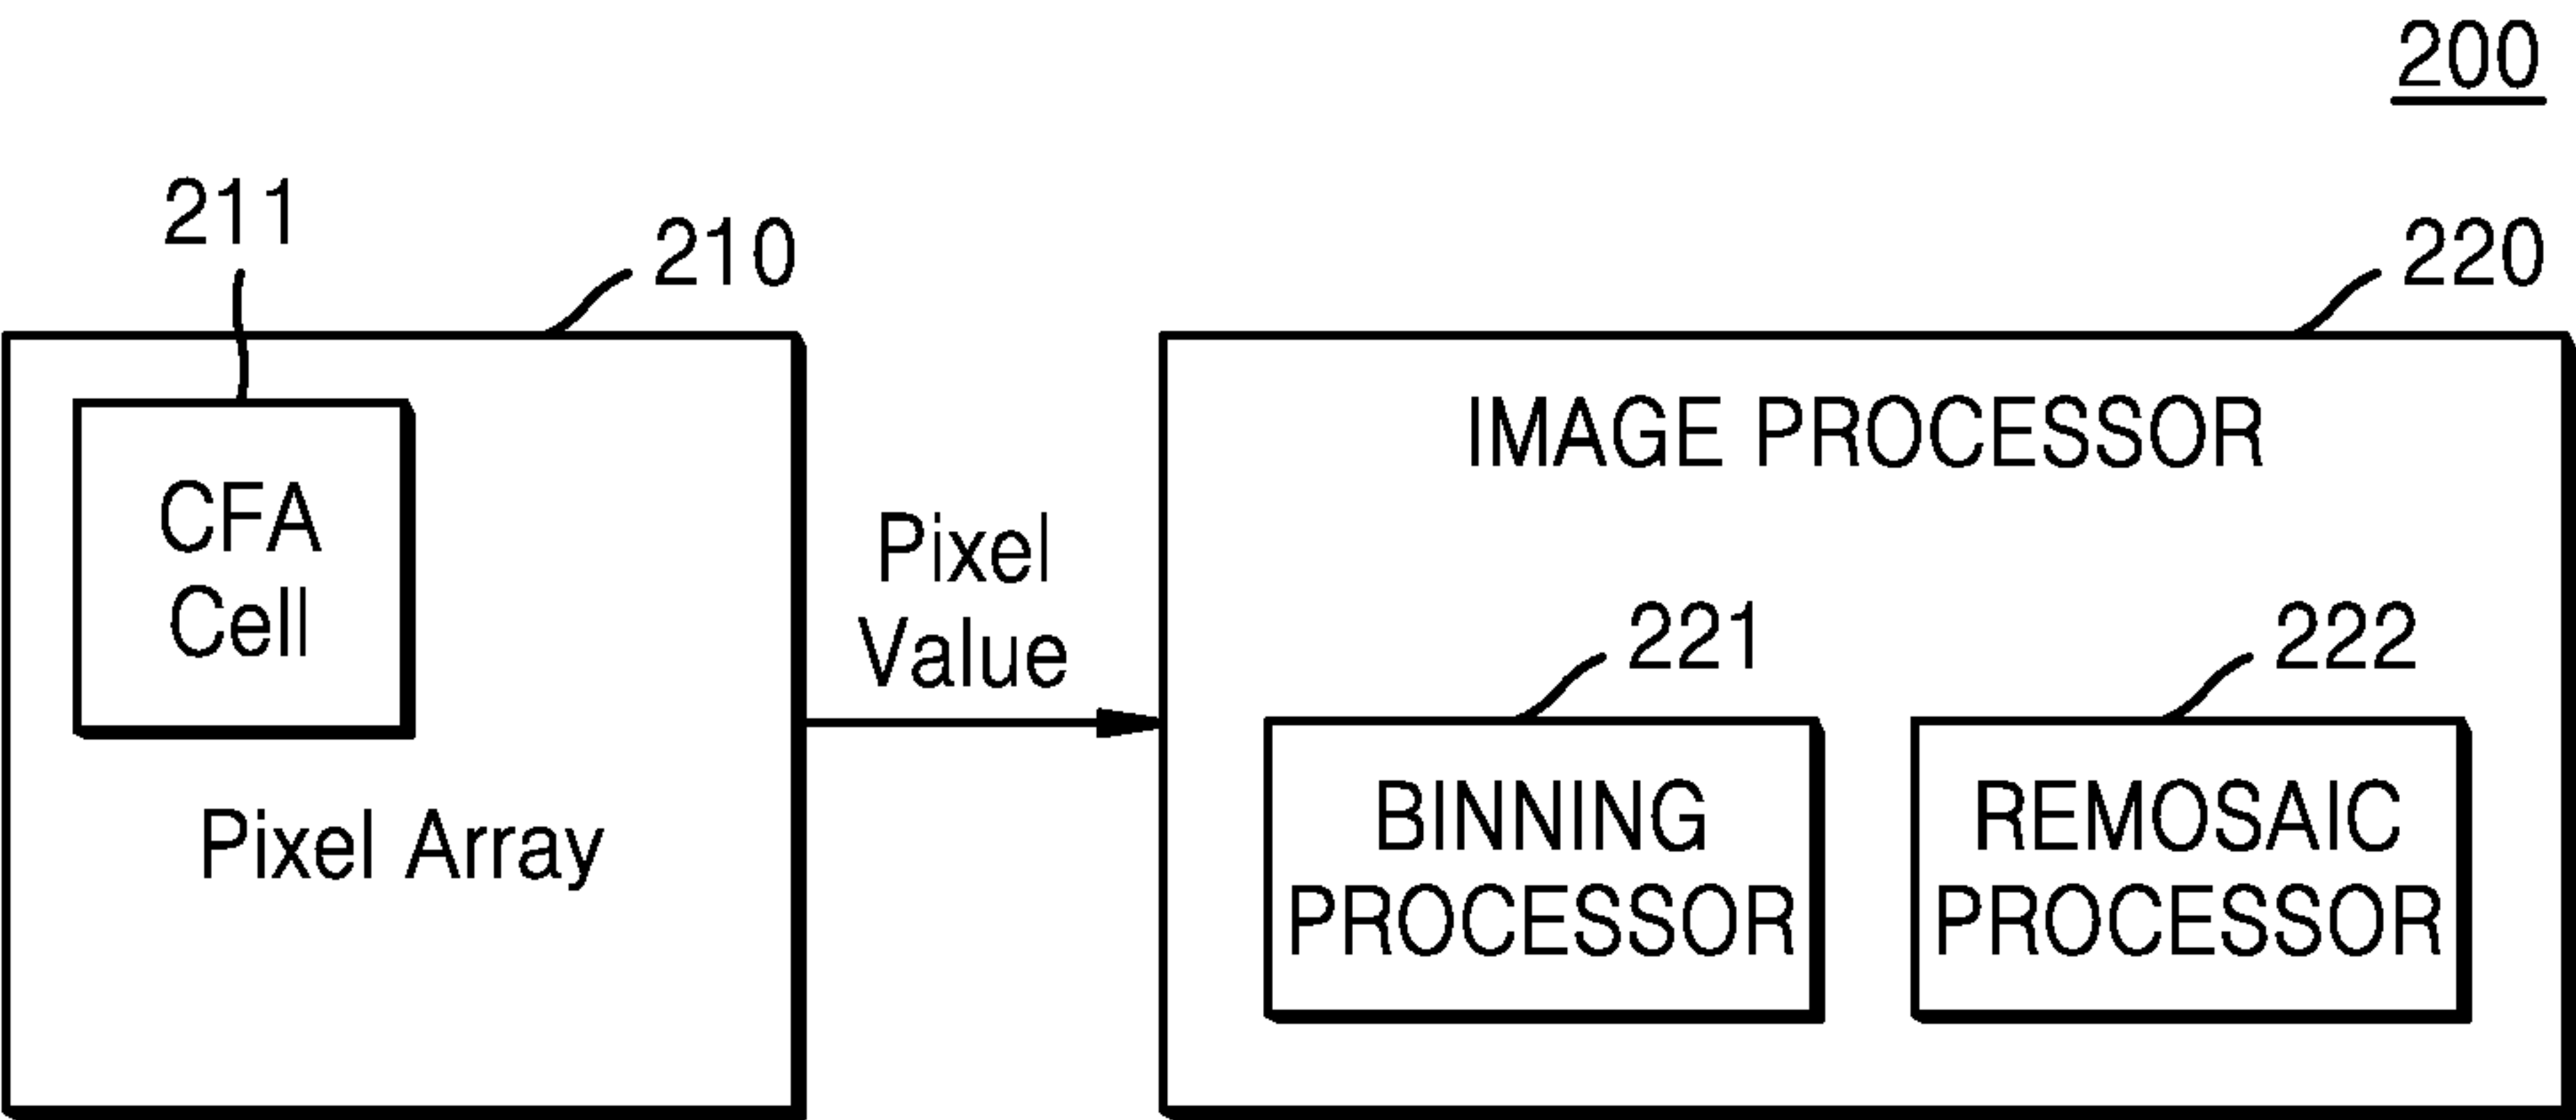 200
211
210
220
CFA
Cell
Pixel Array
Pixel
Value
IMAGE PROCESSOR
221
222
BINNING
PROCESSOR
REMOSAIC
PROCESSOR